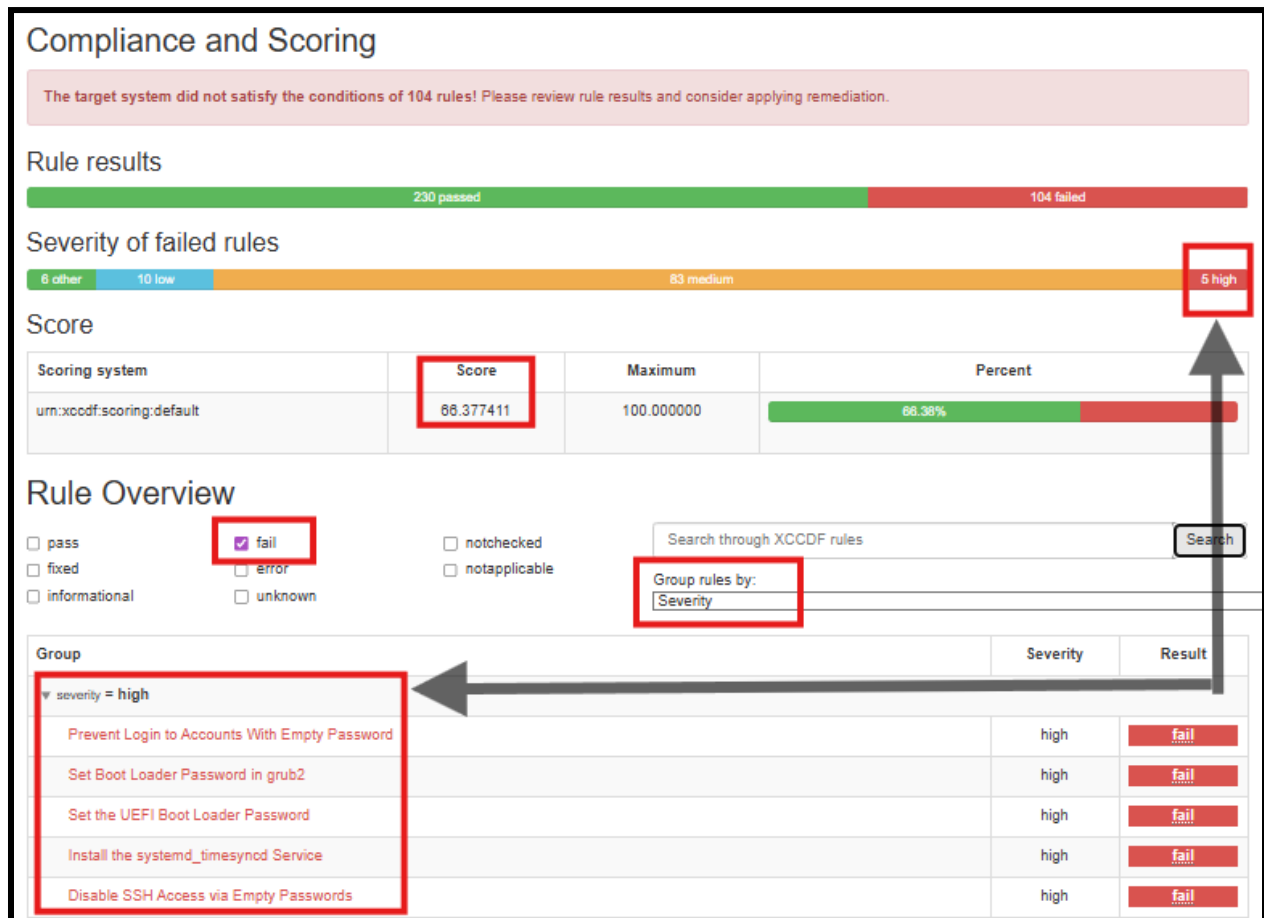 Compliance and Scoring
The target system did not satisfy the conditions of 104 rules! Please review rule results and consider applying remediation.
Rule results
230 passed 104 failed
Severity of failed rules
6 other 10 low 83 medium 5 high
Score
Scoring system Score Maximum Percent
urn:xccdf:scoring:default 66.377411 100.000000 66.38%
Rule Overview
pass fail notchecked Search through XCCDF rules Search
fixed error notapplicable Group rules by:
informational unknown Severity
Group Severity Result
severity = high
Prevent Login to Accounts With Empty Password high fail
Set Boot Loader Password in grub2 high fail
Set the UEFI Boot Loader Password high fail
Install the systemd_timesyncd Service high fail
Disable SSH Access via Empty Passwords high fail